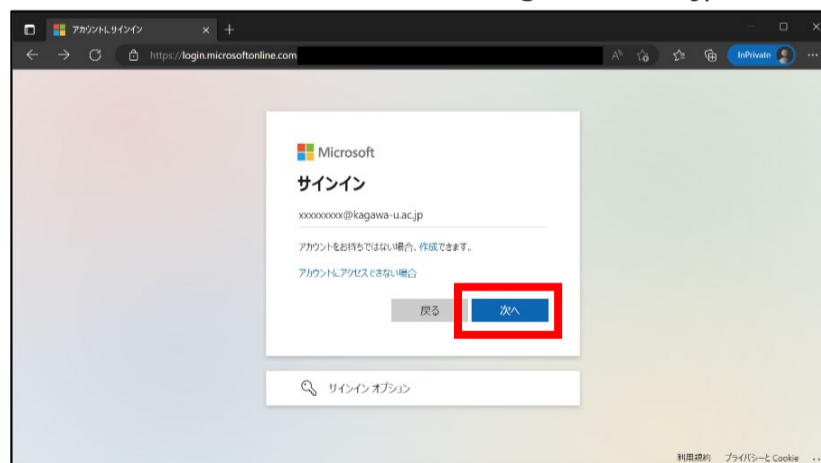 アカウントにサインイン
https://login.microsoftonline.com
InPrivate
Microsoft
サインイン
xxxxxxxxx@kagawa-u.ac.jp
アカウントをお持ちではない場合、作成できます。
アカウントにアクセスできない場合
戻る 次へ
サインイン オプション
利用規約 プライバシーと Cookie ...